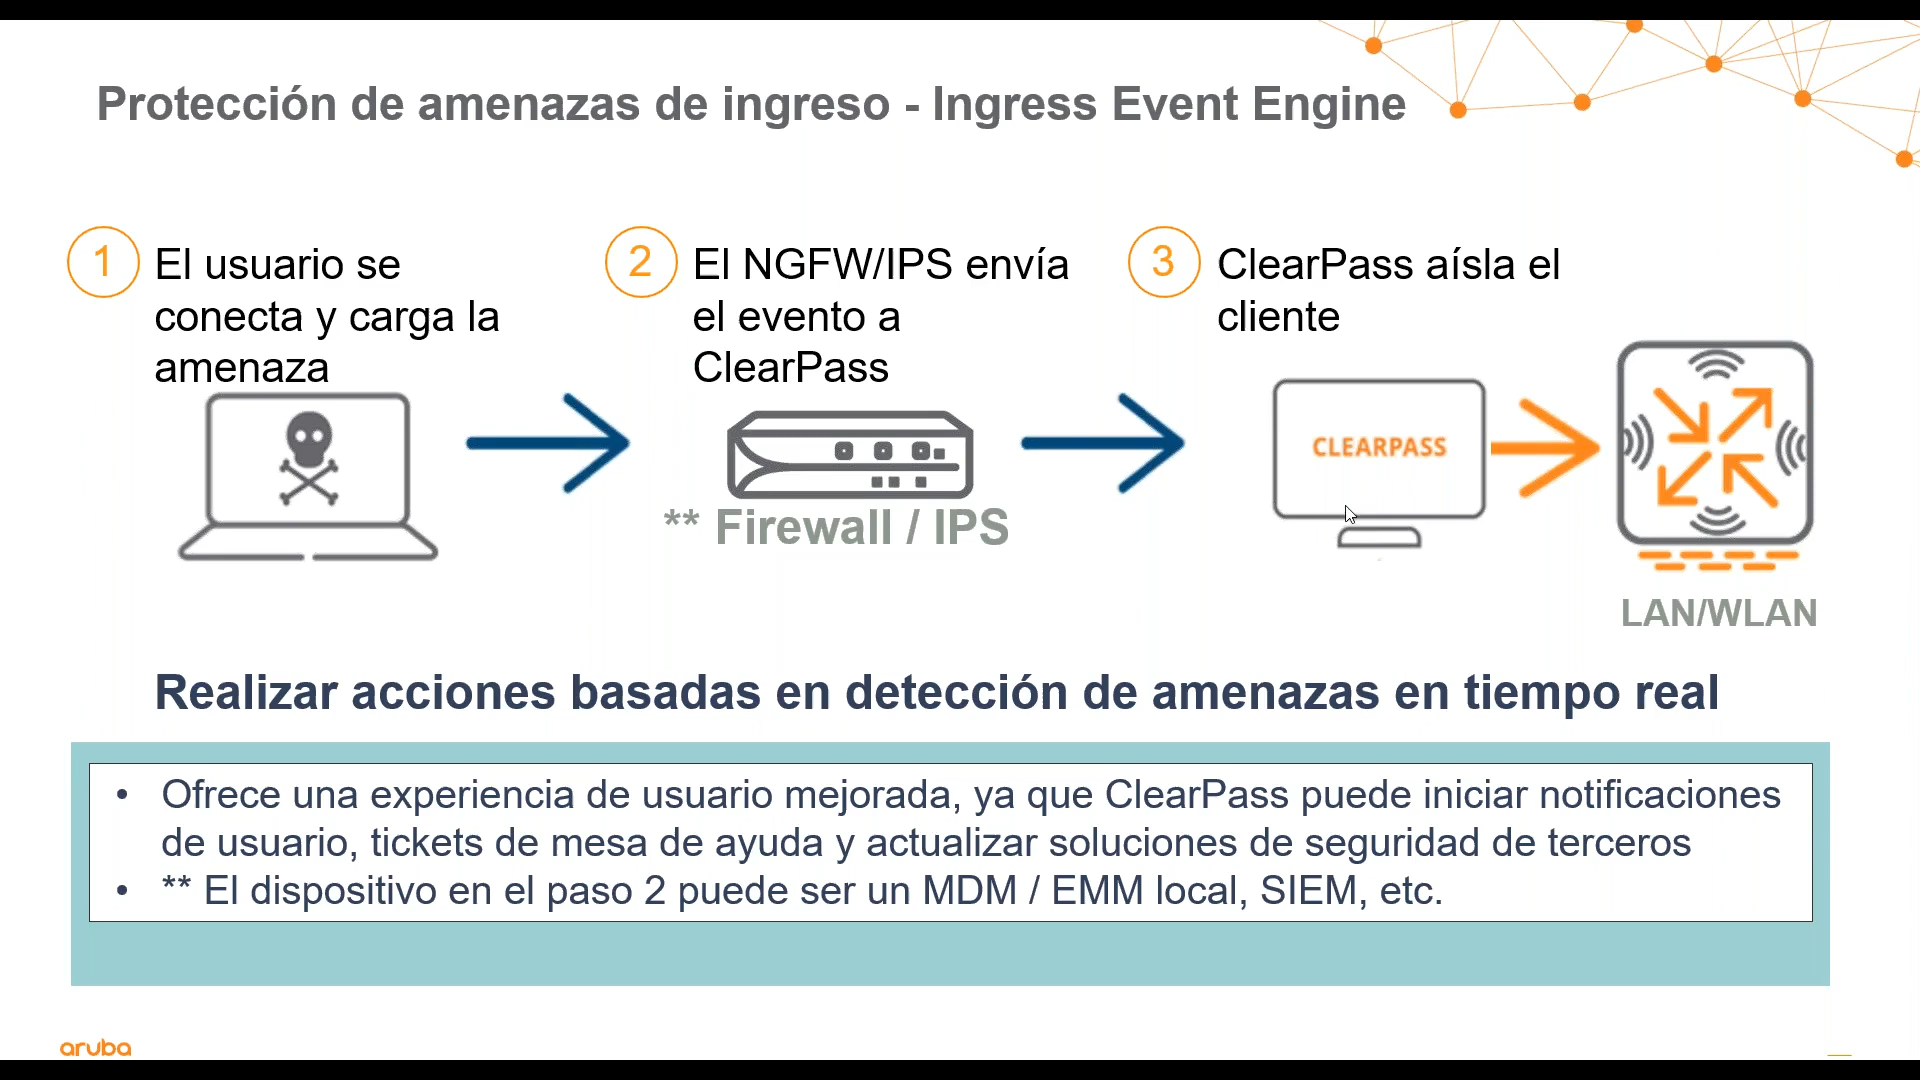 Protección de amenazas de ingreso - Ingress Event Engine
1
El usuario se
conecta y carga la
amenaza
2
El NGFW/IPS envía
el evento a
ClearPass
3
ClearPass aísla el
cliente
CLEARPASS
** Firewall / IPS
LAN/WLAN
Realizar acciones basadas en detección de amenazas en tiempo real
• Ofrece una experiencia de usuario mejorada, ya que ClearPass puede iniciar notificaciones
de usuario, tickets de mesa de ayuda y actualizar soluciones de seguridad de terceros
• ** El dispositivo en el paso 2 puede ser un MDM / EMM local, SIEM, etc.
aruba